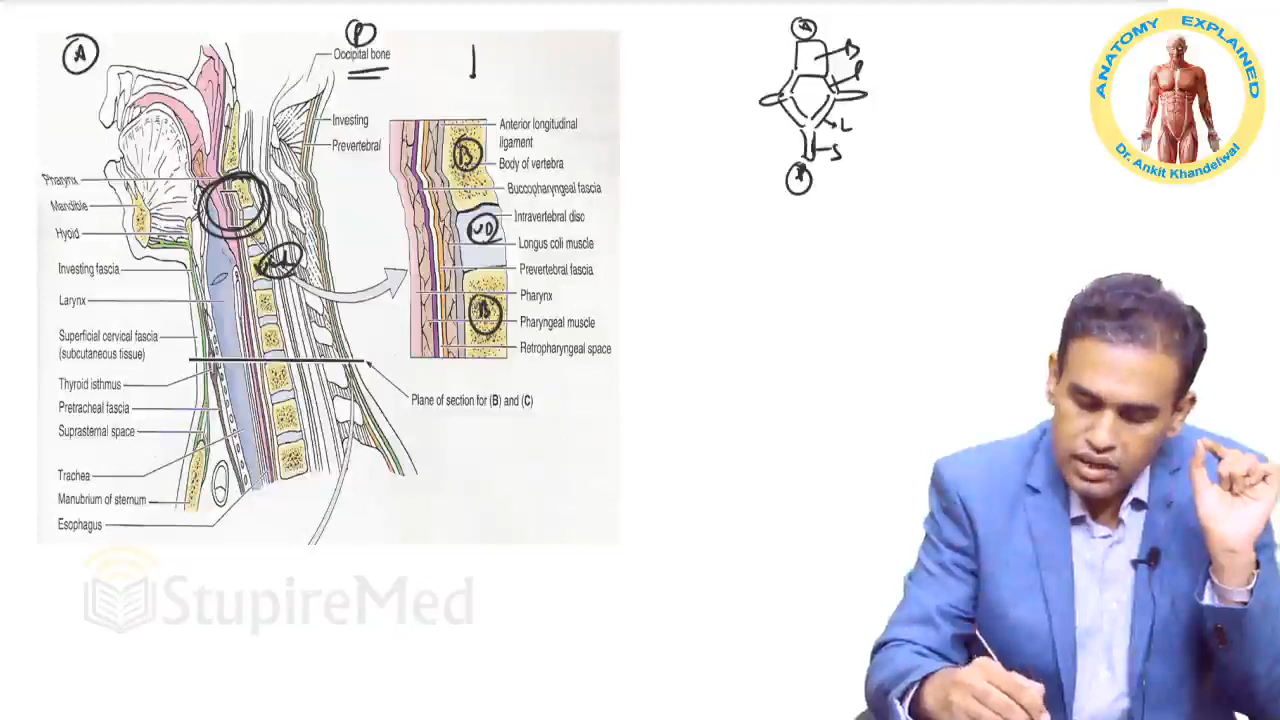 A
P
Occipital bone
Investing
Prevertebral
Pharynx
Mandible
Hyoid
Investing fascia
Larynx
Superficial cervical fascia
(subcutaneous tissue)
Thyroid isthmus
Pretracheal fascia
Suprasternal space
Trachea
Manubrium of sternum
Esophagus
Anterior longitudinal
ligament
Body of vertebra
Buccopharyngeal fascia
Intravertebral disc
Longus coli muscle
Prevertebral fascia
Pharynx
Pharyngeal muscle
Retropharyngeal space
Plane of section for (B) and (C)
B
IVD
B
A
B
P
L
S
P
ANATOMY EXPLAINED
Dr. Ankit Khandelwal
StupireMed